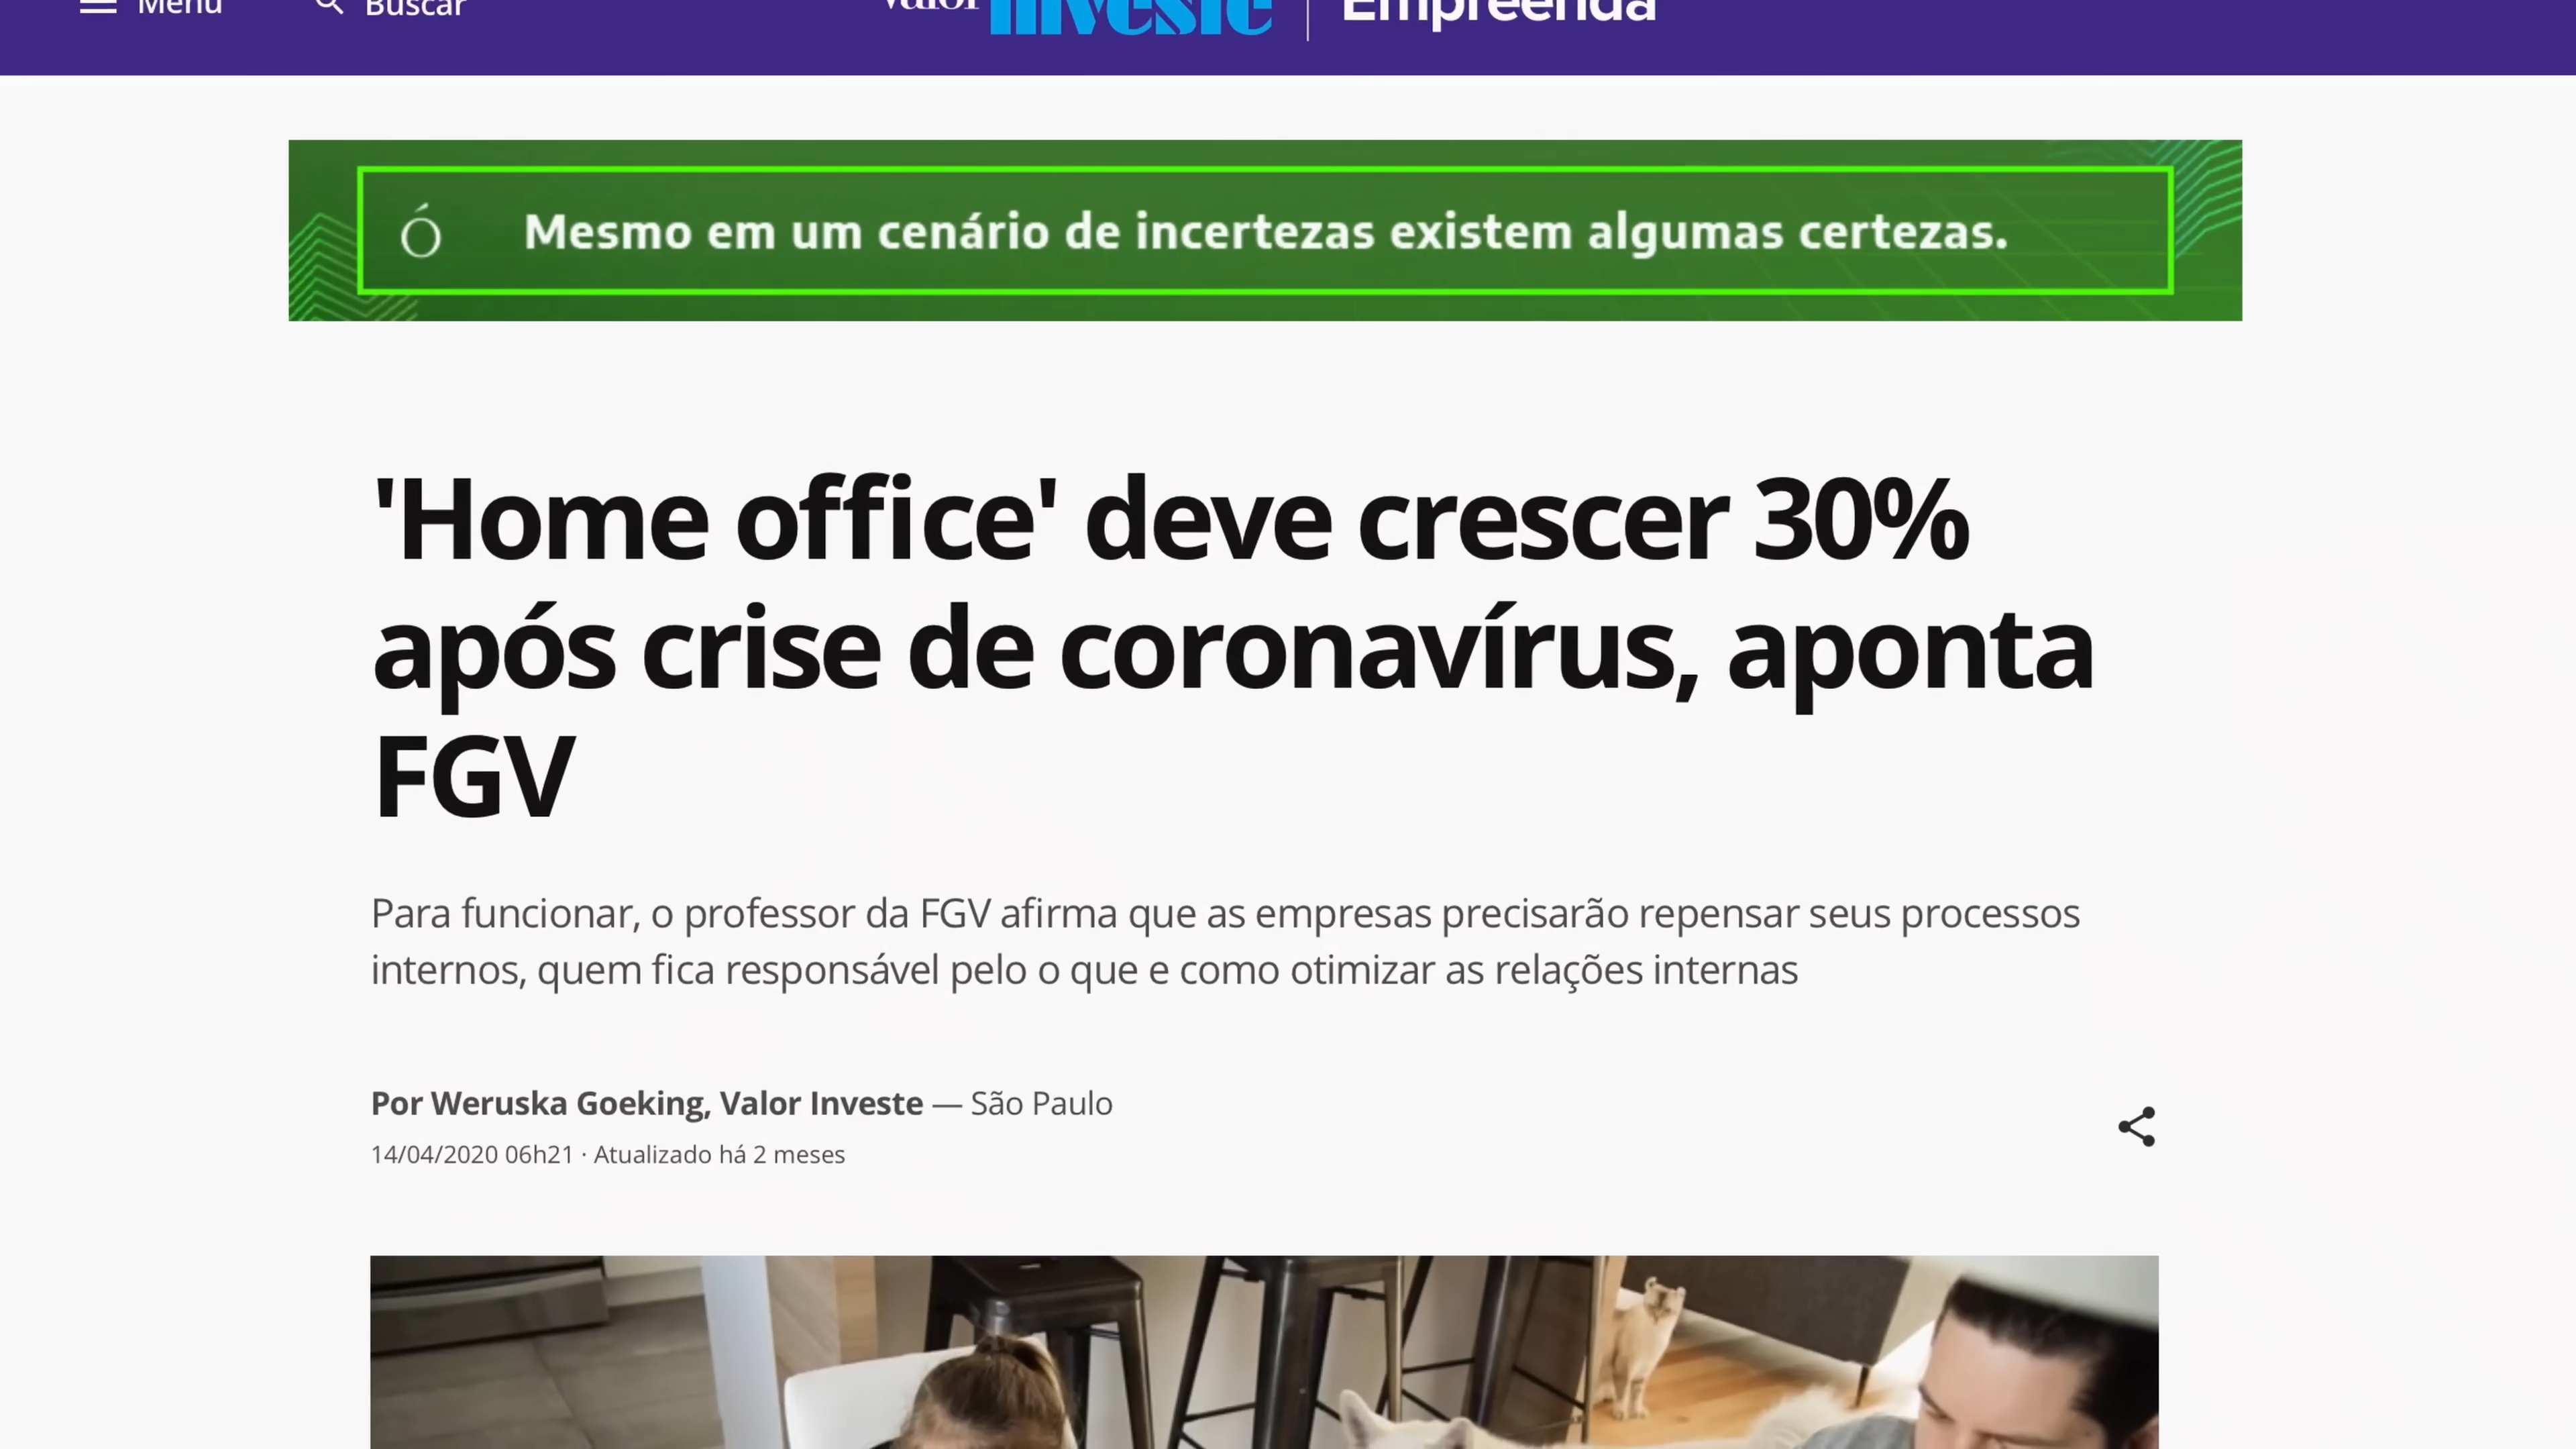 Menu
Buscar
Valor Investe
Empreenda
Ó Mesmo em um cenário de incertezas existem algumas certezas.
'Home office' deve crescer 30%
após crise de coronavírus, aponta
FGV
Para funcionar, o professor da FGV afirma que as empresas precisarão repensar seus processos
internos, quem fica responsável pelo o que e como otimizar as relações internas
Por Weruska Goeking, Valor Investe — São Paulo
14/04/2020 06h21 · Atualizado há 2 meses